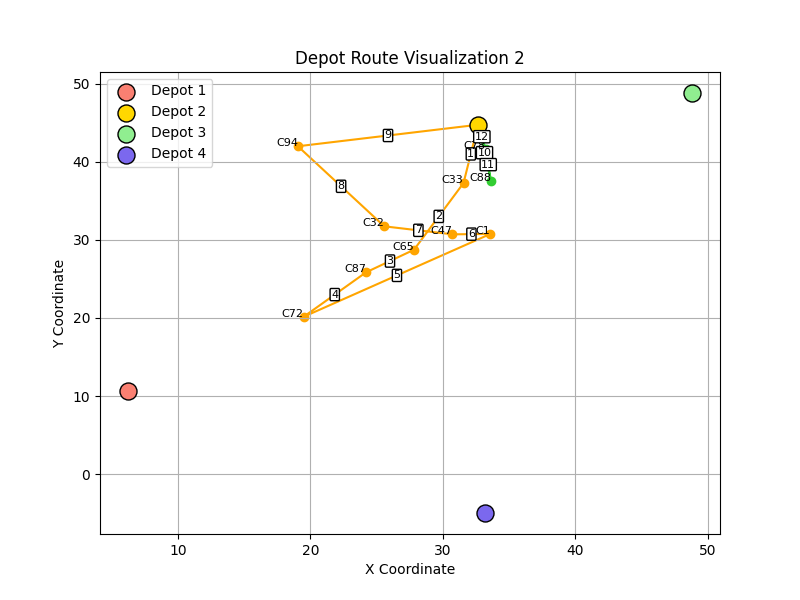 Depot Route Visualization 2
Depot 1
Depot 2
Depot 3
Depot 4
Y Coordinate
50
40
30
20
10
0
12
10
11
9
C94
C33
C88
8
2
C32
7
C47
6
C1
C65
3
C87
5
4
C72
10
20
30
40
50
X Coordinate